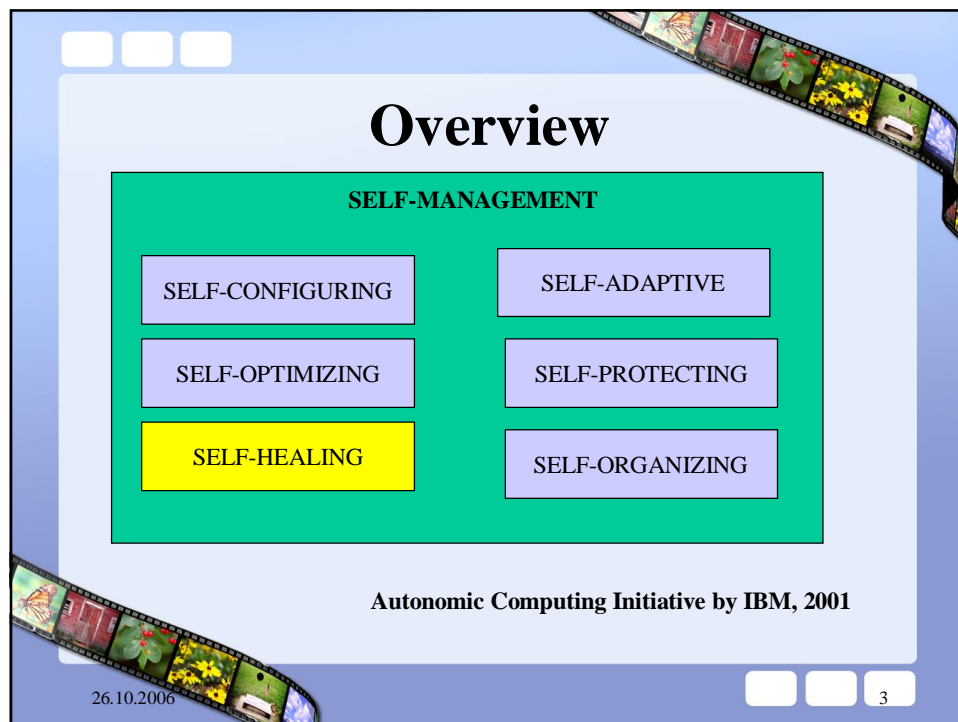 Overview
SELF-MANAGEMENT
SELF-CONFIGURING
SELF-ADAPTIVE
SELF-OPTIMIZING
SELF-PROTECTING
SELF-HEALING
SELF-ORGANIZING
Autonomic Computing Initiative by IBM, 2001
26.10.2006
3